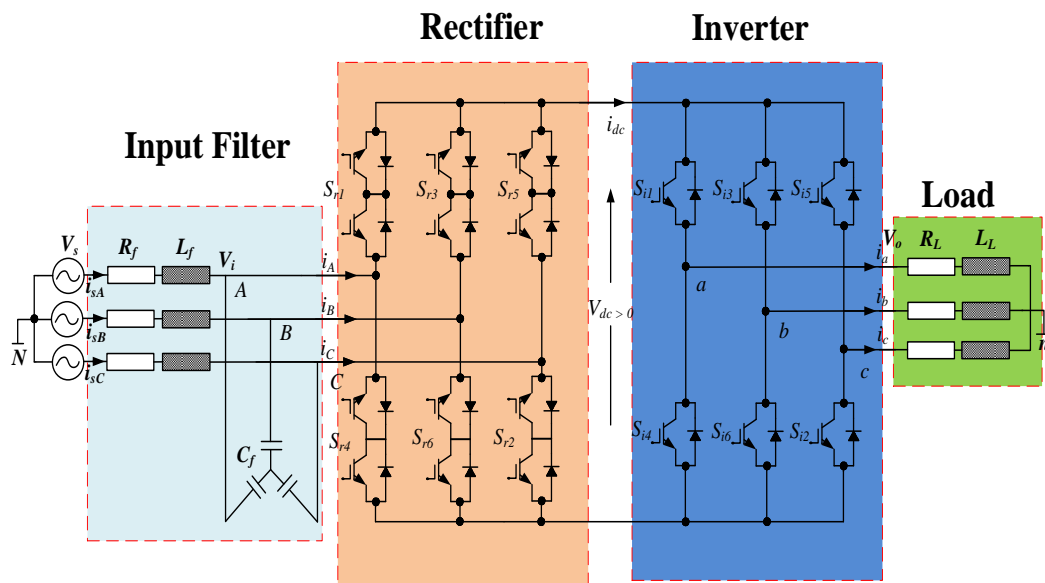 Rectifier
Inverter
Input Filter
Load
i_dc
S_r1
S_r3
S_r5
S_i1
S_i3
S_i5
V_s
R_f
L_f
V_i
i_A
V_o
R_L
L_L
i_a
i_sA
A
a
i_B
V_dc>0
i_b
i_sB
B
b
N
n
i_C
i_c
i_sC
C
c
S_r4
S_r6
S_r2
S_i4
S_i6
S_i2
C_f